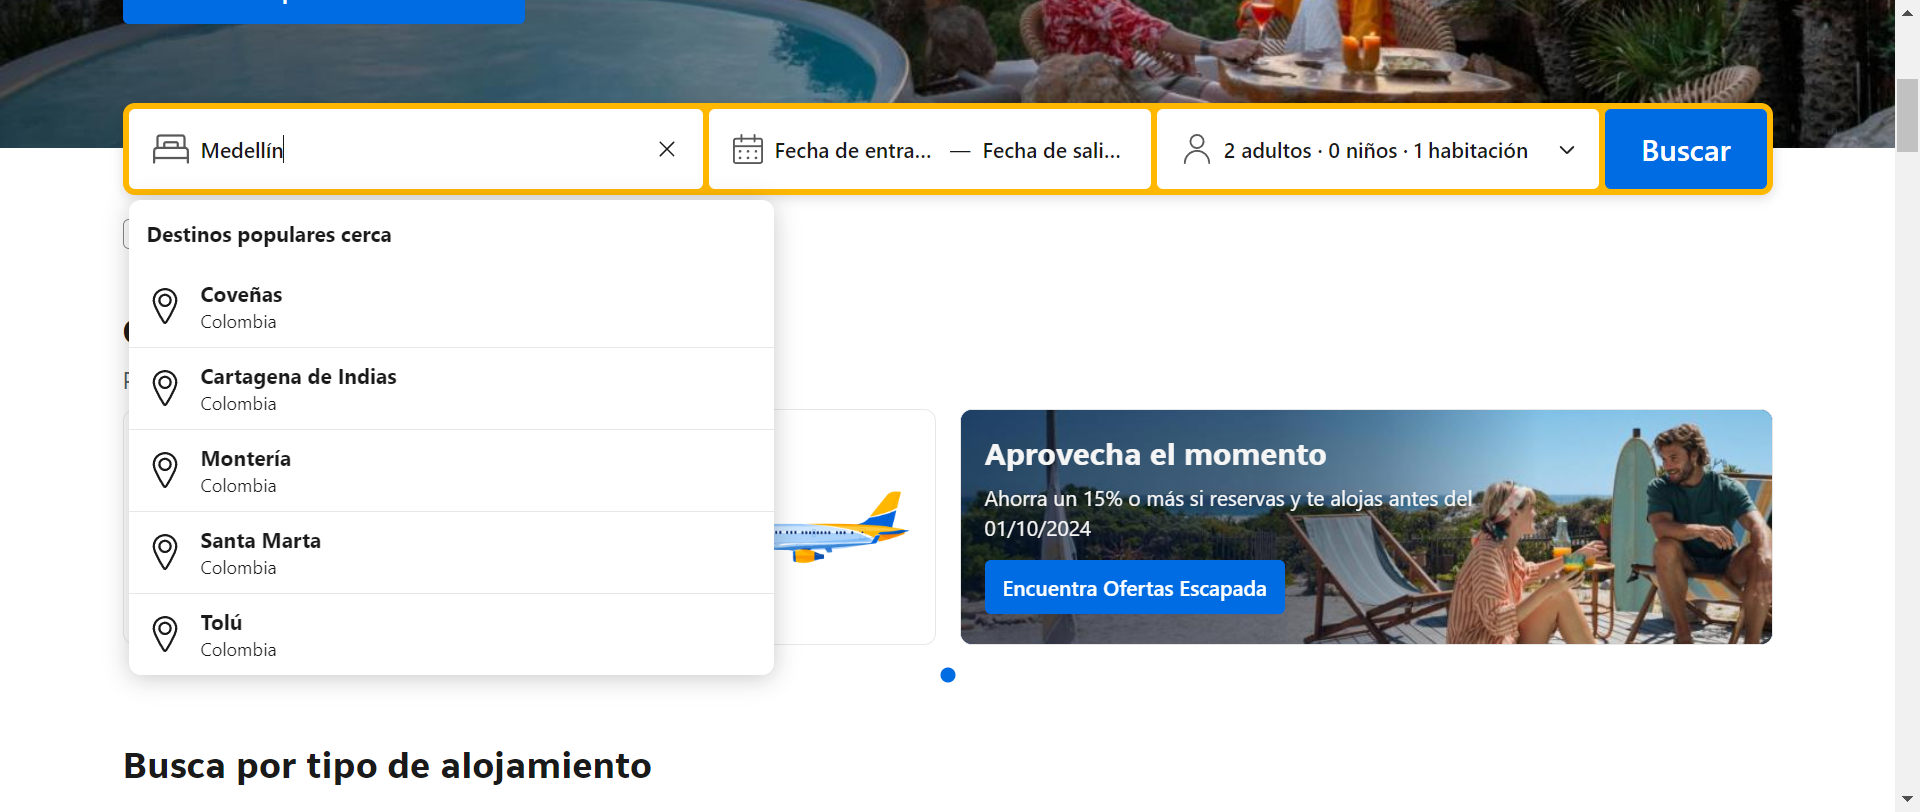 Medellín
Fecha de entra... — Fecha de sali...
2 adultos · 0 niños · 1 habitación
Buscar
Destinos populares cerca
Coveñas
Colombia
Cartagena de Indias
Colombia
Montería
Colombia
Santa Marta
Colombia
Tolú
Colombia
Aprovecha el momento
Ahorra un 15% o más si reservas y te alojas antes del
01/10/2024
Encuentra Ofertas Escapada
Busca por tipo de alojamiento